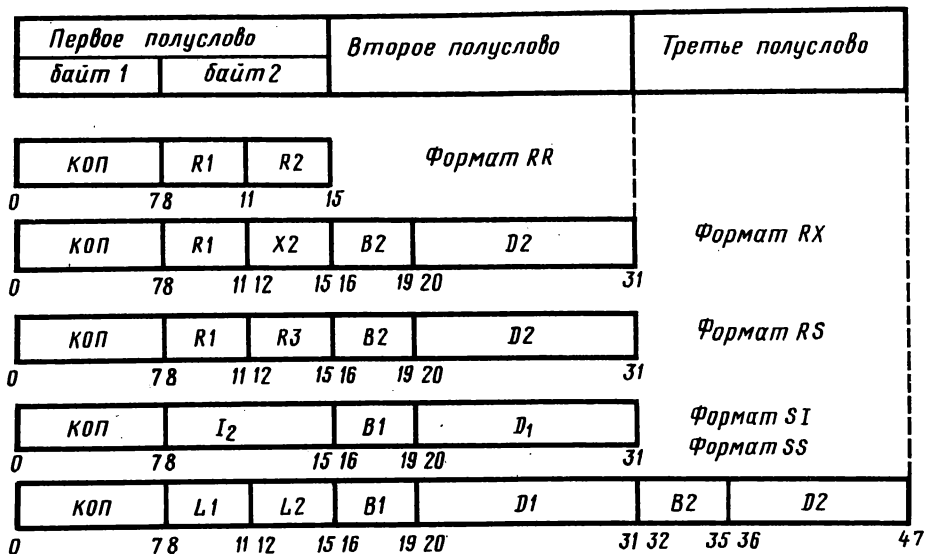 Первое полуслово Второе полуслово Третье полуслово
байт 1 байт 2
КОП R1 R2 Формат RR
0 7 8 11 15
КОП R1 X2 B2 D2 Формат RX
0 7 8 11 12 15 16 19 20 31
КОП R1 R3 B2 D2 Формат RS
0 7 8 11 12 15 16 19 20 31
КОП I2 B1 D1 Формат SI
Формат SS
0 7 8 15 16 19 20 31
КОП L1 L2 B1 D1 B2 D2
0 7 8 11 12 15 16 19 20 31 32 35 36 47